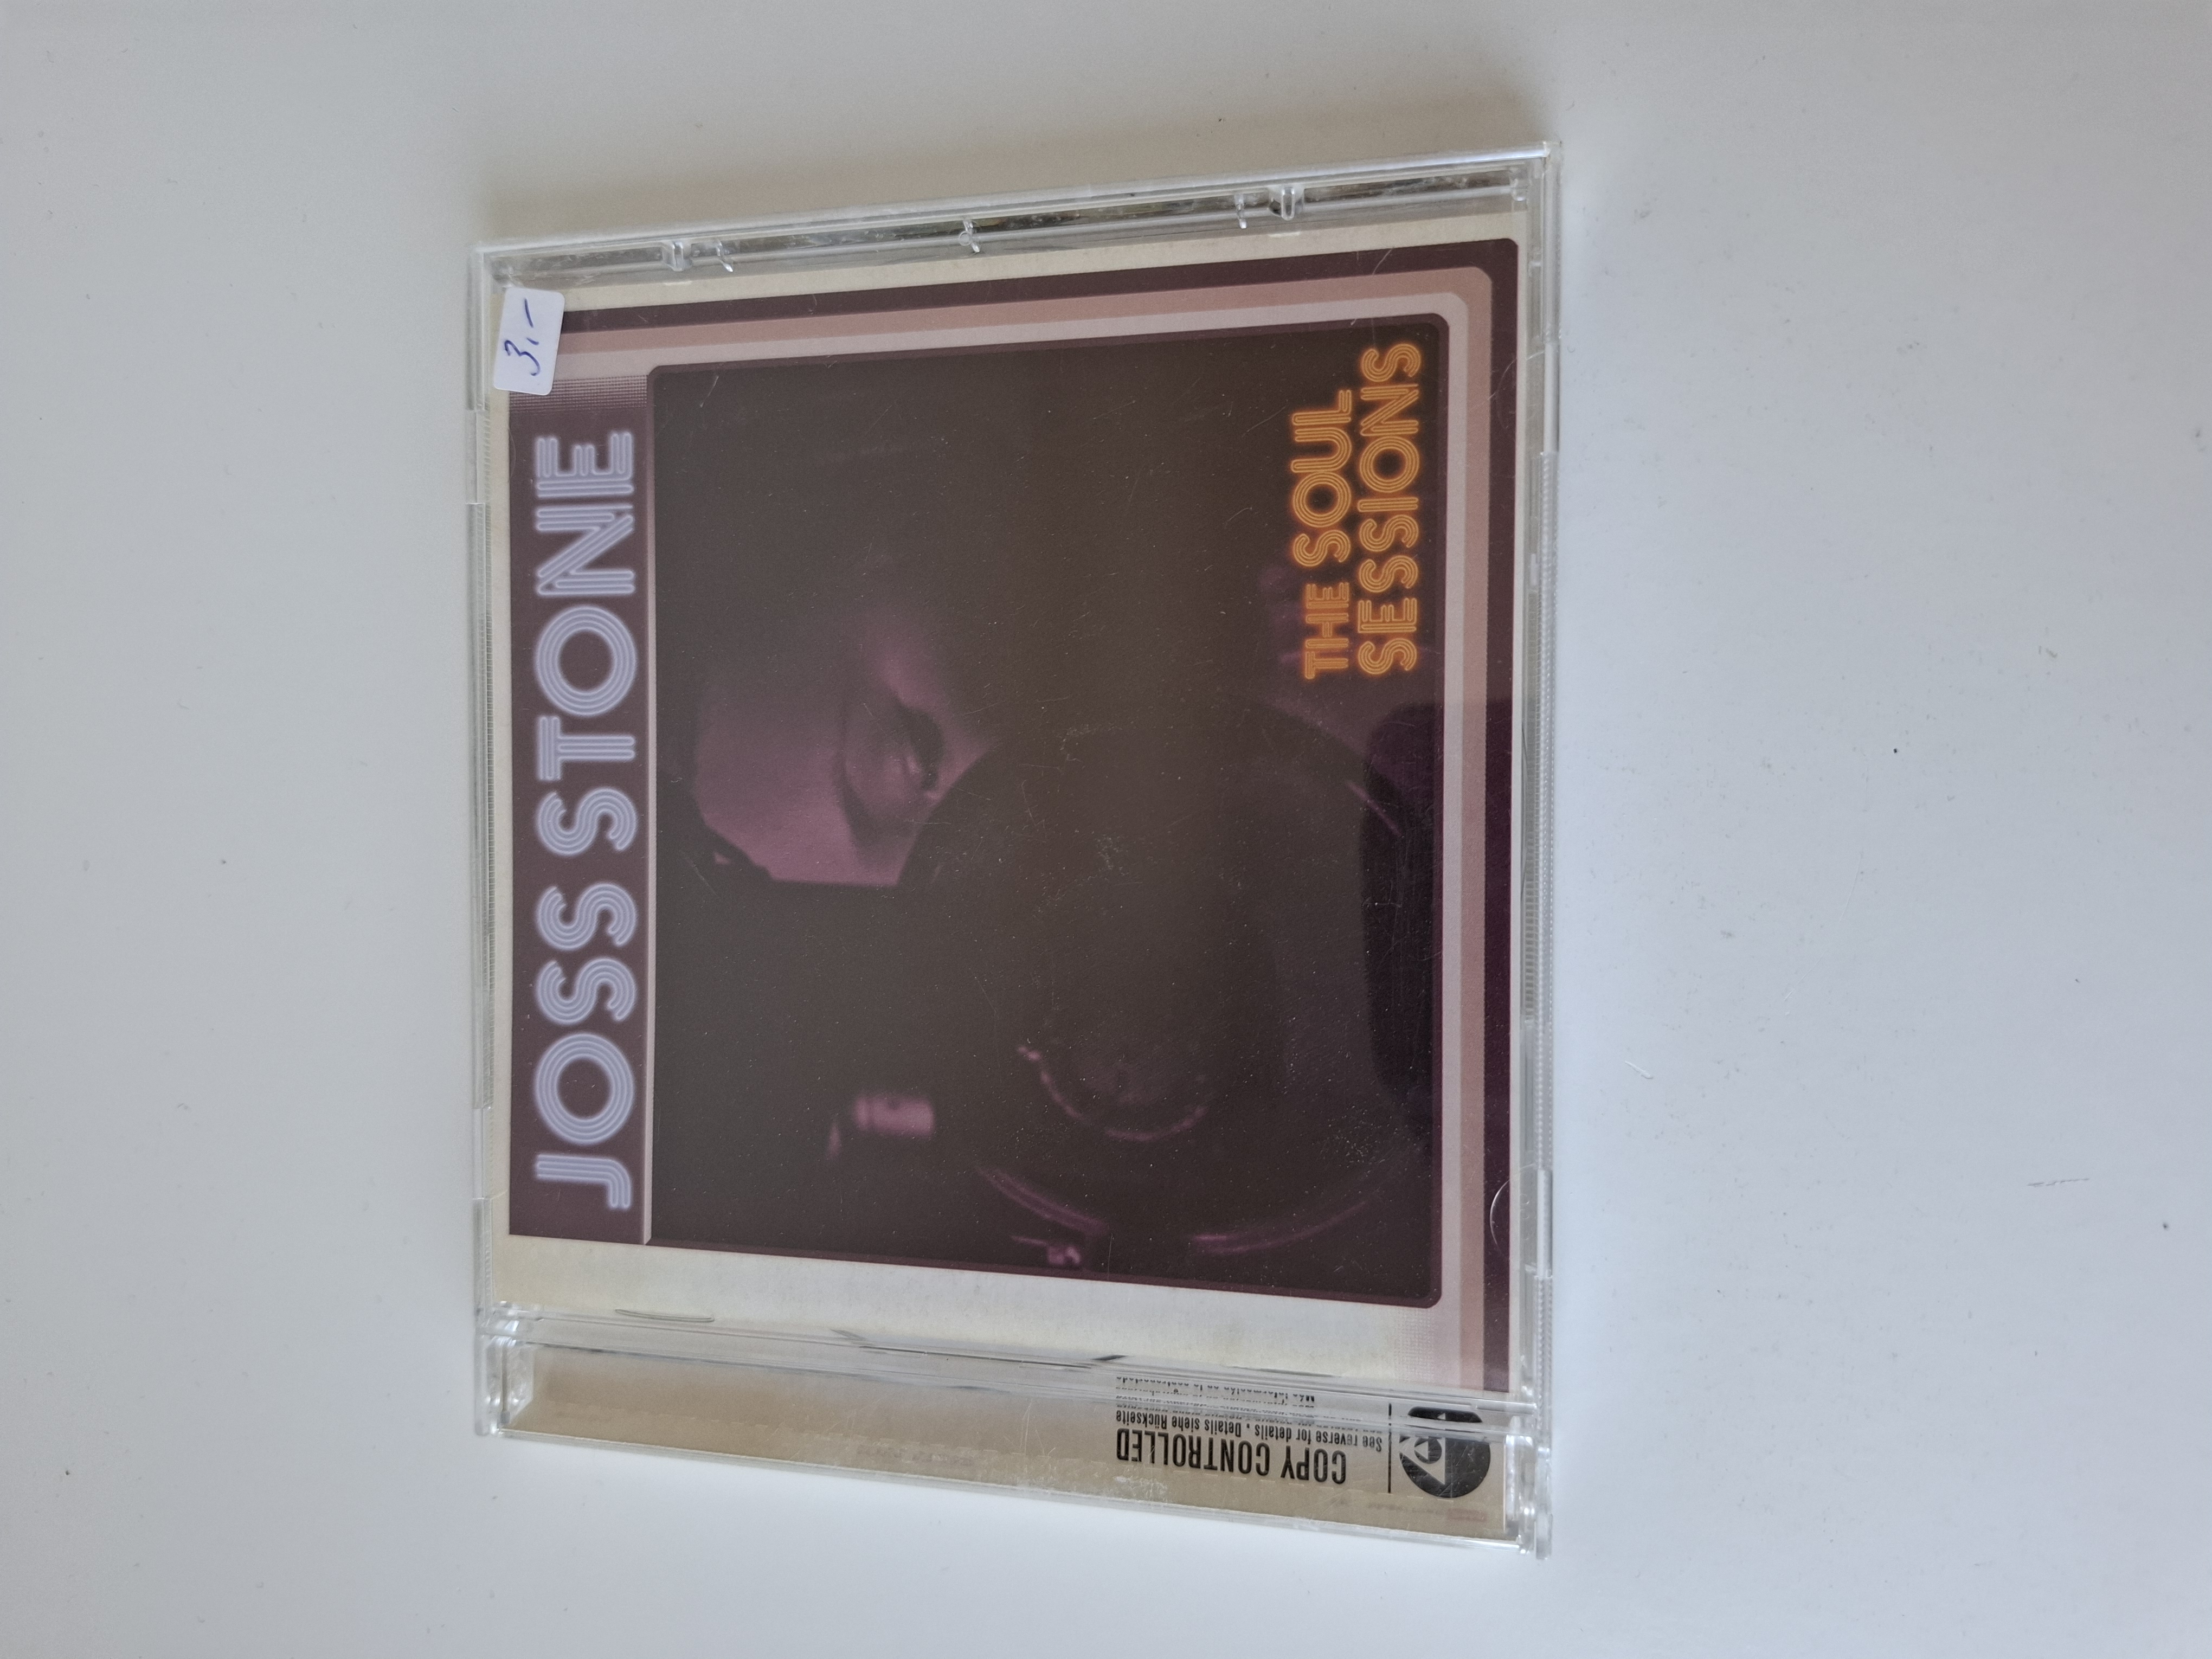 3,-
JOSS STONE
THE SOUL
SESSIONS
COPY CONTROLLED
See reverse for details . Details siehe Rückseite